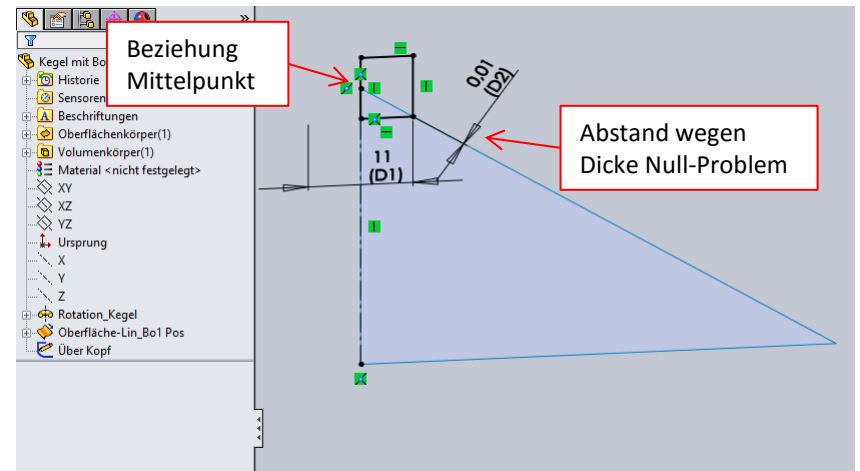 »
Kegel mit Bo
Historie
Sensoren
A Beschriftungen
Oberflächenkörper(1)
Volumenkörper(1)
Material <nicht festgelegt>
XY
XZ
YZ
Ursprung
X
Y
Z
Rotation_Kegel
Oberfläche-Lin_Bo1 Pos
Über Kopf
Beziehung
Mittelpunkt
0.01
(D2)
11
(D1)
Abstand wegen
Dicke Null-Problem